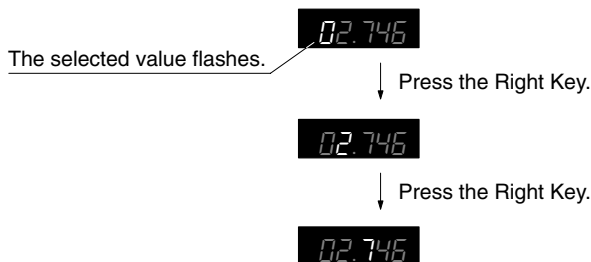 02.746
The selected value flashes.
Press the Right Key.
02.746
Press the Right Key.
02.746